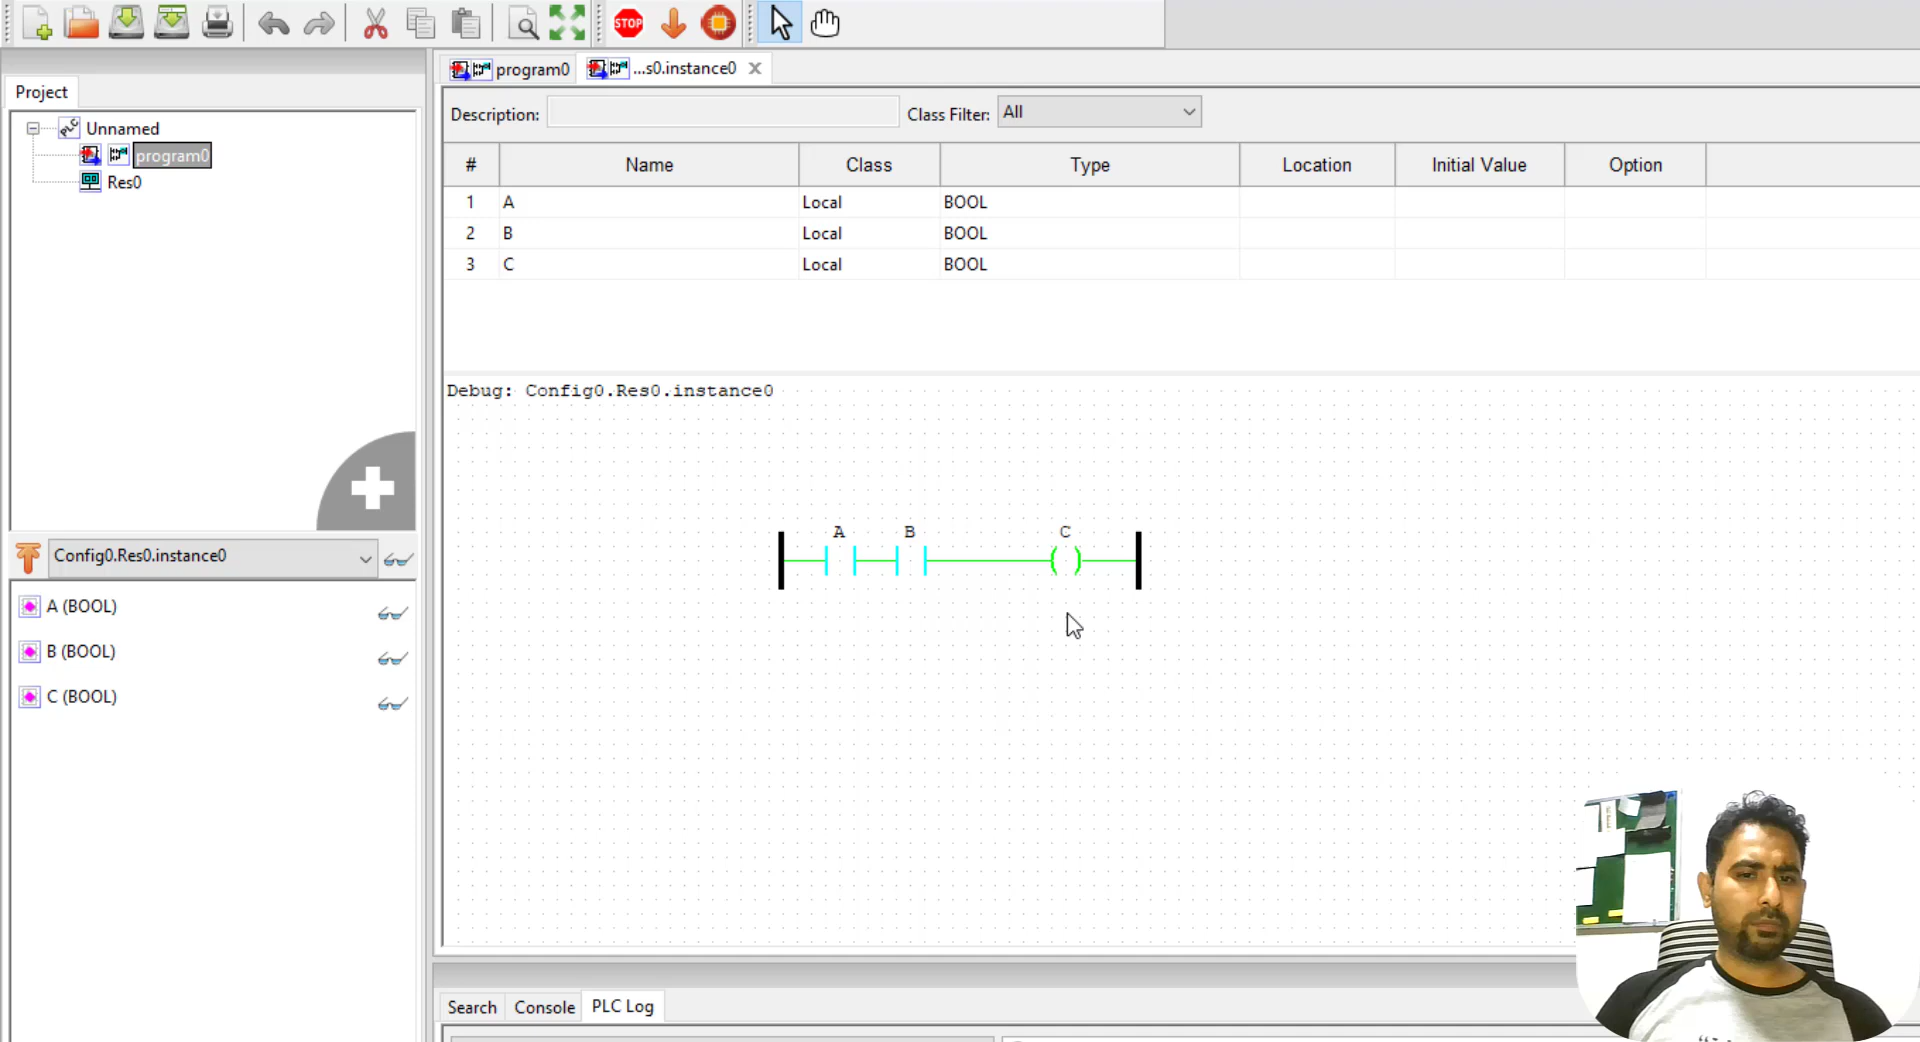 STOP
program0
...s0.instance0
Project
Description:
Class Filter:
All
Unnamed
program0
Res0
# Name Class Type Location Initial Value Option
1 A Local BOOL
2 B Local BOOL
3 C Local BOOL
Debug: Config0.Res0.instance0
A B C
Config0.Res0.instance0
A (BOOL)
B (BOOL)
C (BOOL)
Search
Console
PLC Log